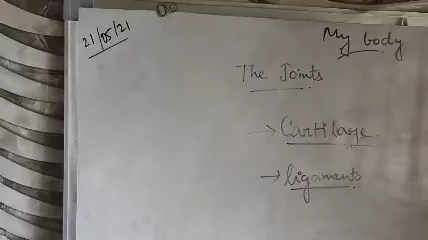 21/05/21
My body
The Joints
→ Cartilage
→ ligaments